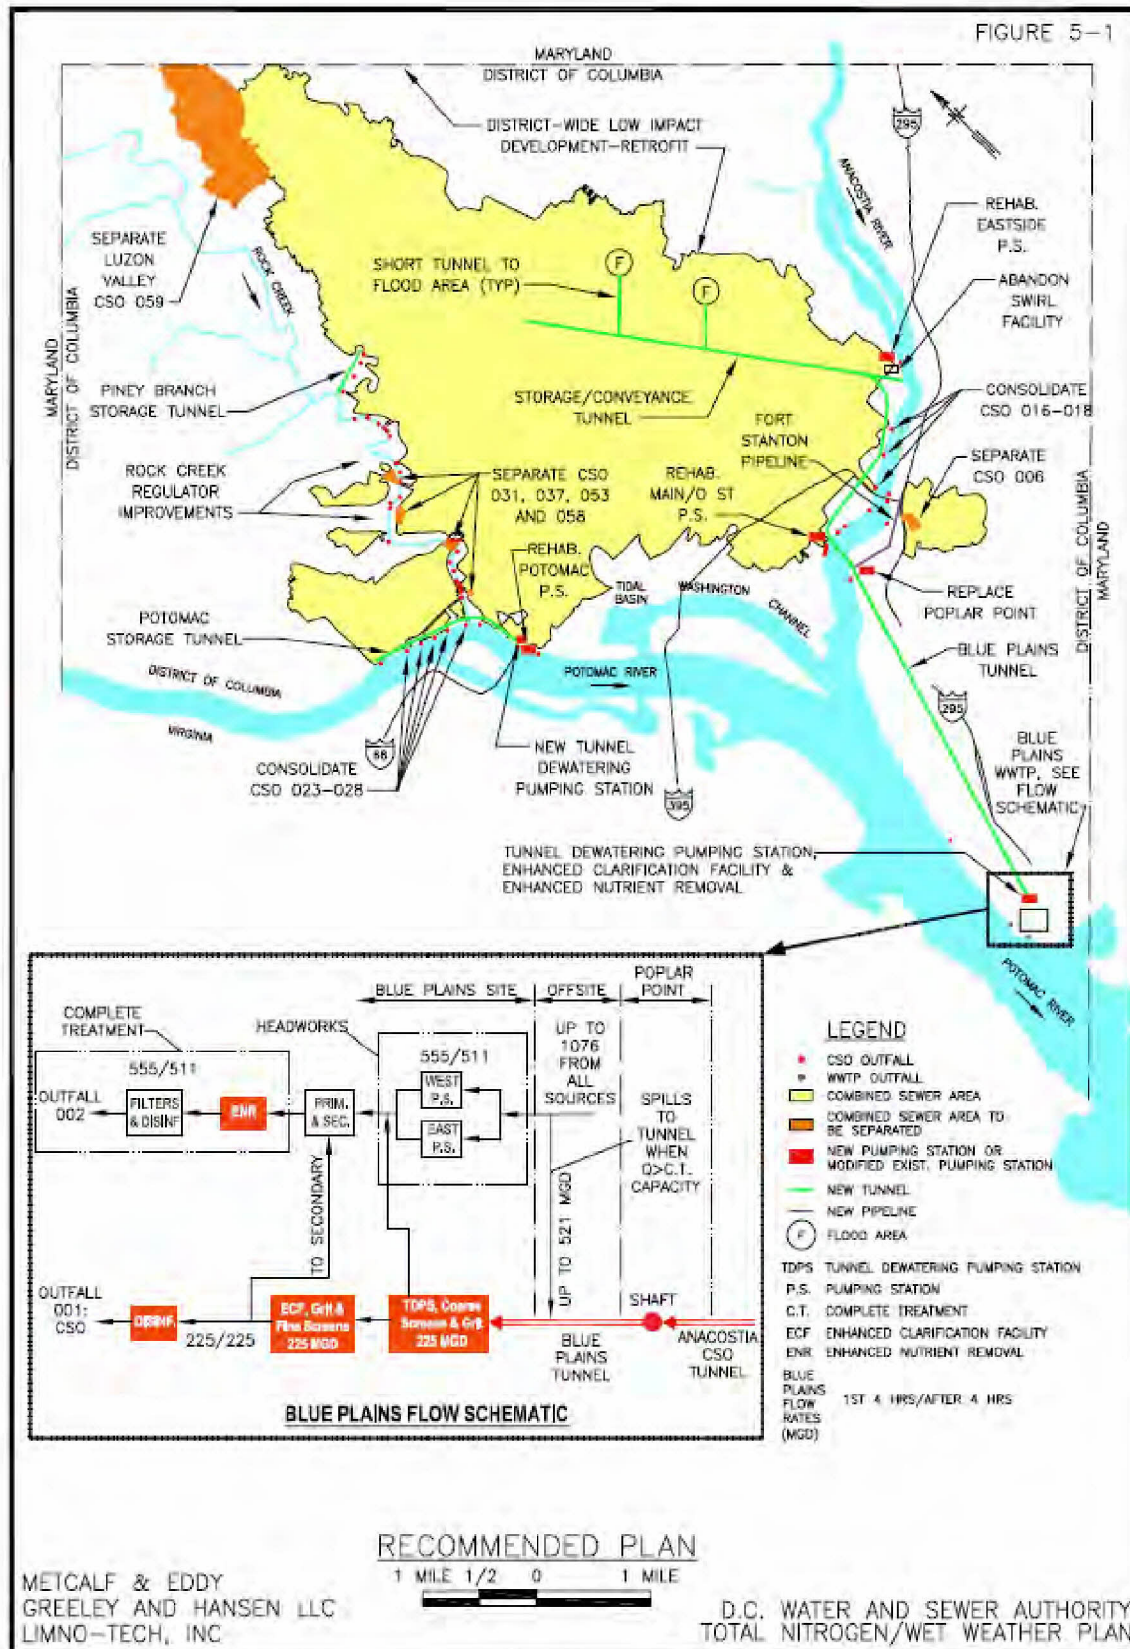 FIGURE 5-1
MARYLAND
DISTRICT OF COLUMBIA
295
DISTRICT-WIDE LOW IMPACT
DEVELOPMENT-RETROFIT
ANACOSTIA RIVER
REHAB.
EASTSIDE
P.S.
SEPARATE
LUZON
VALLEY
CSO 059
ROCK CREEK
SHORT TUNNEL TO
FLOOD AREA (TYP)
F
F
ABANDON
SWIRL
FACILITY
MARYLAND
DISTRICT OF COLUMBIA
PINEY BRANCH
STORAGE TUNNEL
STORAGE/CONVEYANCE
TUNNEL
CONSOLIDATE
CSO 016-018
FORT
STANTON
PIPELINE
SEPARATE
CSO 006
ROCK CREEK
REGULATOR
IMPROVEMENTS
SEPARATE CSO
031, 037, 053
AND 058
REHAB.
MAIN/O ST
P.S.
DISTRICT OF COLUMBIA
MARYLAND
REHAB.
POTOMAC
P.S.
TIDAL
BASIN
WASHINGTON
CHANNEL
REPLACE
POPLAR POINT
POTOMAC
STORAGE TUNNEL
BLUE PLAINS
TUNNEL
DISTRICT OF COLUMBIA
VIRGINIA
POTOMAC RIVER
295
66
CONSOLIDATE
CSO 023-028
NEW TUNNEL
DEWATERING
PUMPING STATION
395
BLUE
PLAINS
WWTP, SEE
FLOW
SCHEMATIC
TUNNEL DEWATERING PUMPING STATION,
ENHANCED CLARIFICATION FACILITY &
ENHANCED NUTRIENT REMOVAL
POTOMAC RIVER
BLUE PLAINS SITE
OFFSITE
POPLAR
POINT
COMPLETE
TREATMENT
HEADWORKS
UP TO
1076
FROM
ALL
SOURCES
555/511
555/511
OUTFALL
002
FILTERS
& DISINF.
ENR
PRIM.
& SEC.
WEST
P.S.
EAST
P.S.
SPILLS
TO
TUNNEL
WHEN
Q>C.T.
CAPACITY
TO SECONDARY
UP TO 521 MGD
OUTFALL
001:
CSO
DISINF.
225/225
ECF, Grit &
Fine Screens
225 MGD
TDPS, Coarse
Screens & Grit
225 MGD
SHAFT
BLUE
PLAINS
TUNNEL
ANACOSTIA
CSO
TUNNEL
BLUE PLAINS FLOW SCHEMATIC
LEGEND
CSO OUTFALL
WWTP OUTFALL
COMBINED SEWER AREA
COMBINED SEWER AREA TO
BE SEPARATED
NEW PUMPING STATION OR
MODIFIED EXIST. PUMPING STATION
NEW TUNNEL
NEW PIPELINE
F FLOOD AREA
TDPS TUNNEL DEWATERING PUMPING STATION
P.S. PUMPING STATION
C.T. COMPLETE TREATMENT
ECF ENHANCED CLARIFICATION FACILITY
ENR ENHANCED NUTRIENT REMOVAL
BLUE
PLAINS
FLOW
RATES
(MGD)
1ST 4 HRS/AFTER 4 HRS
RECOMMENDED PLAN
1 MILE 1/2 0 1 MILE
METCALF & EDDY
GREELEY AND HANSEN LLC
LIMNO-TECH, INC
D.C. WATER AND SEWER AUTHORITY
TOTAL NITROGEN/WET WEATHER PLAN